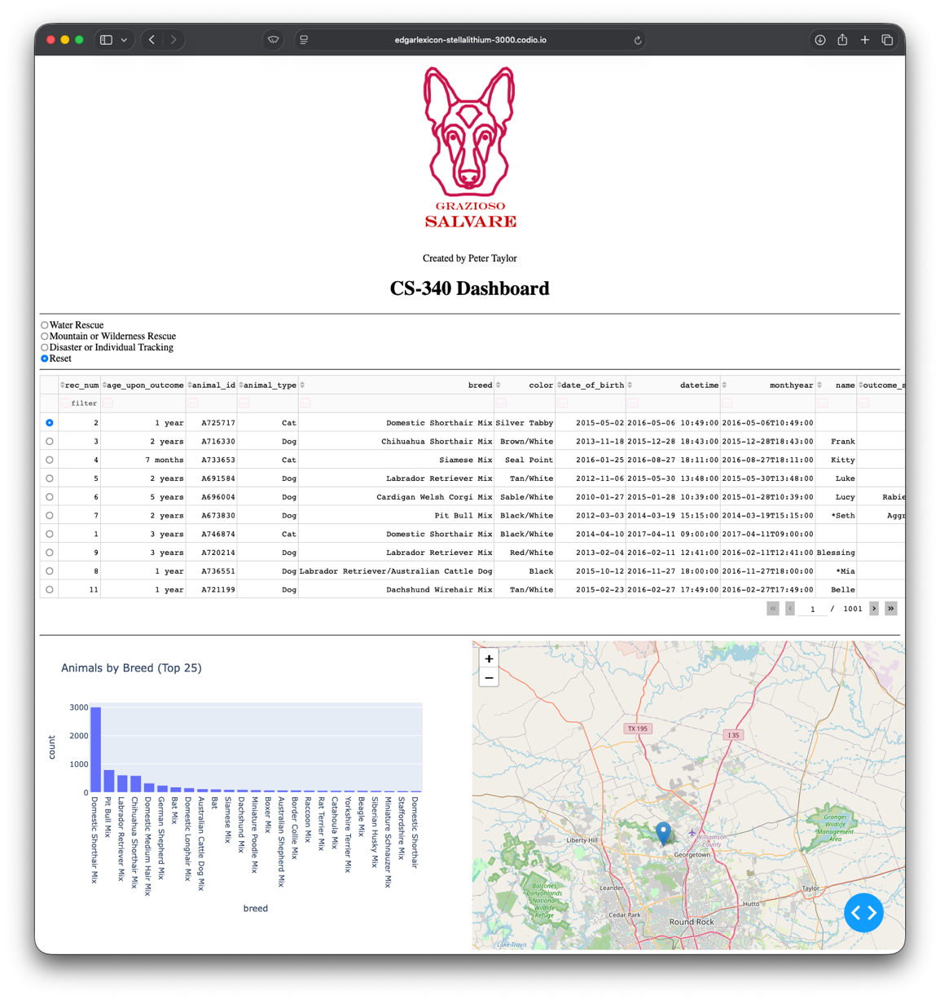 edgarlexicon-stellalithium-3000.codio.io
GRAZIOSO
SALVARE
Created by Peter Taylor
CS-340 Dashboard
Water Rescue
Mountain or Wilderness Rescue
Disaster or Individual Tracking
Reset
rec_num age_upon_outcome animal_id animal_type breed color date_of_birth datetime monthyear name outcome_s
filter
2 1 year A725717 Cat Domestic Shorthair Mix Silver Tabby 2015-05-02 2016-05-06 10:49:00 2016-05-06T10:49:00
3 2 years A716330 Dog Chihuahua Shorthair Mix Brown/White 2013-11-18 2015-12-28 18:43:00 2015-12-28T18:43:00 Frank
4 7 months A733653 Cat Siamese Mix Seal Point 2016-01-25 2016-08-27 18:11:00 2016-08-27T18:11:00 Kitty
5 2 years A691584 Dog Labrador Retriever Mix Tan/White 2012-11-06 2015-05-30 13:48:00 2015-05-30T13:48:00 Luke
6 5 years A696004 Dog Cardigan Welsh Corgi Mix Sable/White 2010-01-27 2015-01-28 10:39:00 2015-01-28T10:39:00 Lucy Rabie
7 2 years A673830 Dog Pit Bull Mix Black/White 2012-03-03 2014-03-19 15:15:00 2014-03-19T15:15:00 *Seth Aggr
1 3 years A746874 Cat Domestic Shorthair Mix Black/White 2014-04-10 2017-04-11 09:00:00 2017-04-11T09:00:00
9 3 years A720214 Dog Labrador Retriever Mix Red/White 2013-02-04 2016-02-11 12:41:00 2016-02-11T12:41:00 Blessing
8 1 year A736551 Dog Labrador Retriever/Australian Cattle Dog Black 2015-10-12 2016-11-27 18:00:00 2016-11-27T18:00:00 *Mia
11 1 year A721199 Dog Dachshund Wirehair Mix Tan/White 2015-02-23 2016-02-27 17:49:00 2016-02-27T17:49:00 Belle
« ‹ 1 / 1001 › »
Animals by Breed (Top 25)
3000
2000
1000
0
count
Domestic Shorthair Mix
Pit Bull Mix
Labrador Retriever Mix
Chihuahua Shorthair Mix
Domestic Medium Hair Mix
German Shepherd Mix
Bat Mix
Domestic Longhair Mix
Australian Cattle Dog Mix
Bat
Siamese Mix
Dachshund Mix
Miniature Poodle Mix
Boxer Mix
Australian Shepherd Mix
Border Collie Mix
Raccoon Mix
Rat Terrier Mix
Catahoula Mix
Yorkshire Terrier Mix
Beagle Mix
Siberian Husky Mix
Miniature Schnauzer Mix
Staffordshire Mix
Domestic Shorthair
breed
+
−
TX 195
I 35
Granger
Wildlife
Management
Area
Liberty Hill
Williamson
County
Georgetown
Leander
Taylor
Balcones
Canyonlands
National
Wildlife
Refuge
Hutto
Cedar Park
Round Rock
Lake Travis